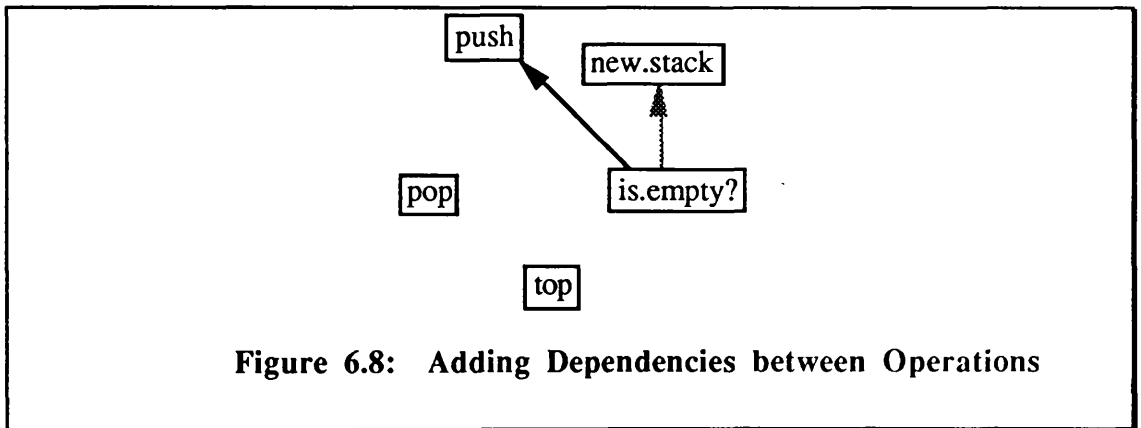 push
new.stack
pop
is.empty?
top
Figure 6.8: Adding Dependencies between Operations